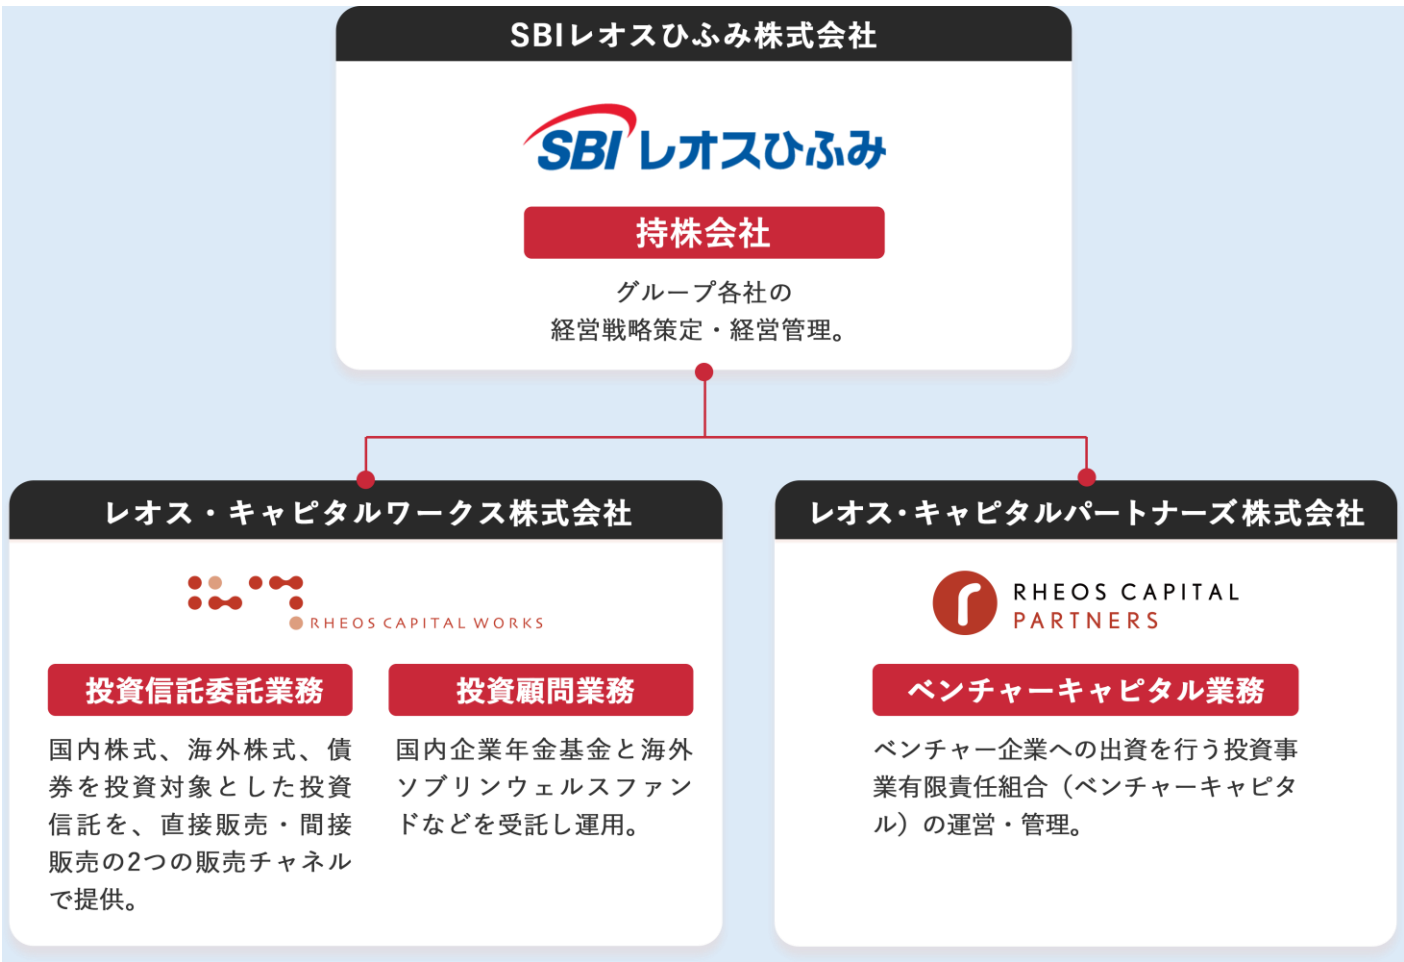 SBIレオスひふみ株式会社
SBIレオスひふみ
持株会社
グループ各社の
経営戦略策定・経営管理。
レオス・キャピタルワークス株式会社
RHEOS CAPITAL WORKS
投資信託委託業務
国内株式、海外株式、債
券を投資対象とした投資
信託を、直接販売・間接
販売の2つの販売チャネル
で提供。
投資顧問業務
国内企業年金基金と海外
ソブリンウェルスファン
ドなどを受託し運用。
レオス・キャピタルパートナーズ株式会社
r
RHEOS CAPITAL
PARTNERS
ベンチャーキャピタル業務
ベンチャー企業への出資を行う投資事
業有限責任組合（ベンチャーキャピタ
ル）の運営・管理。